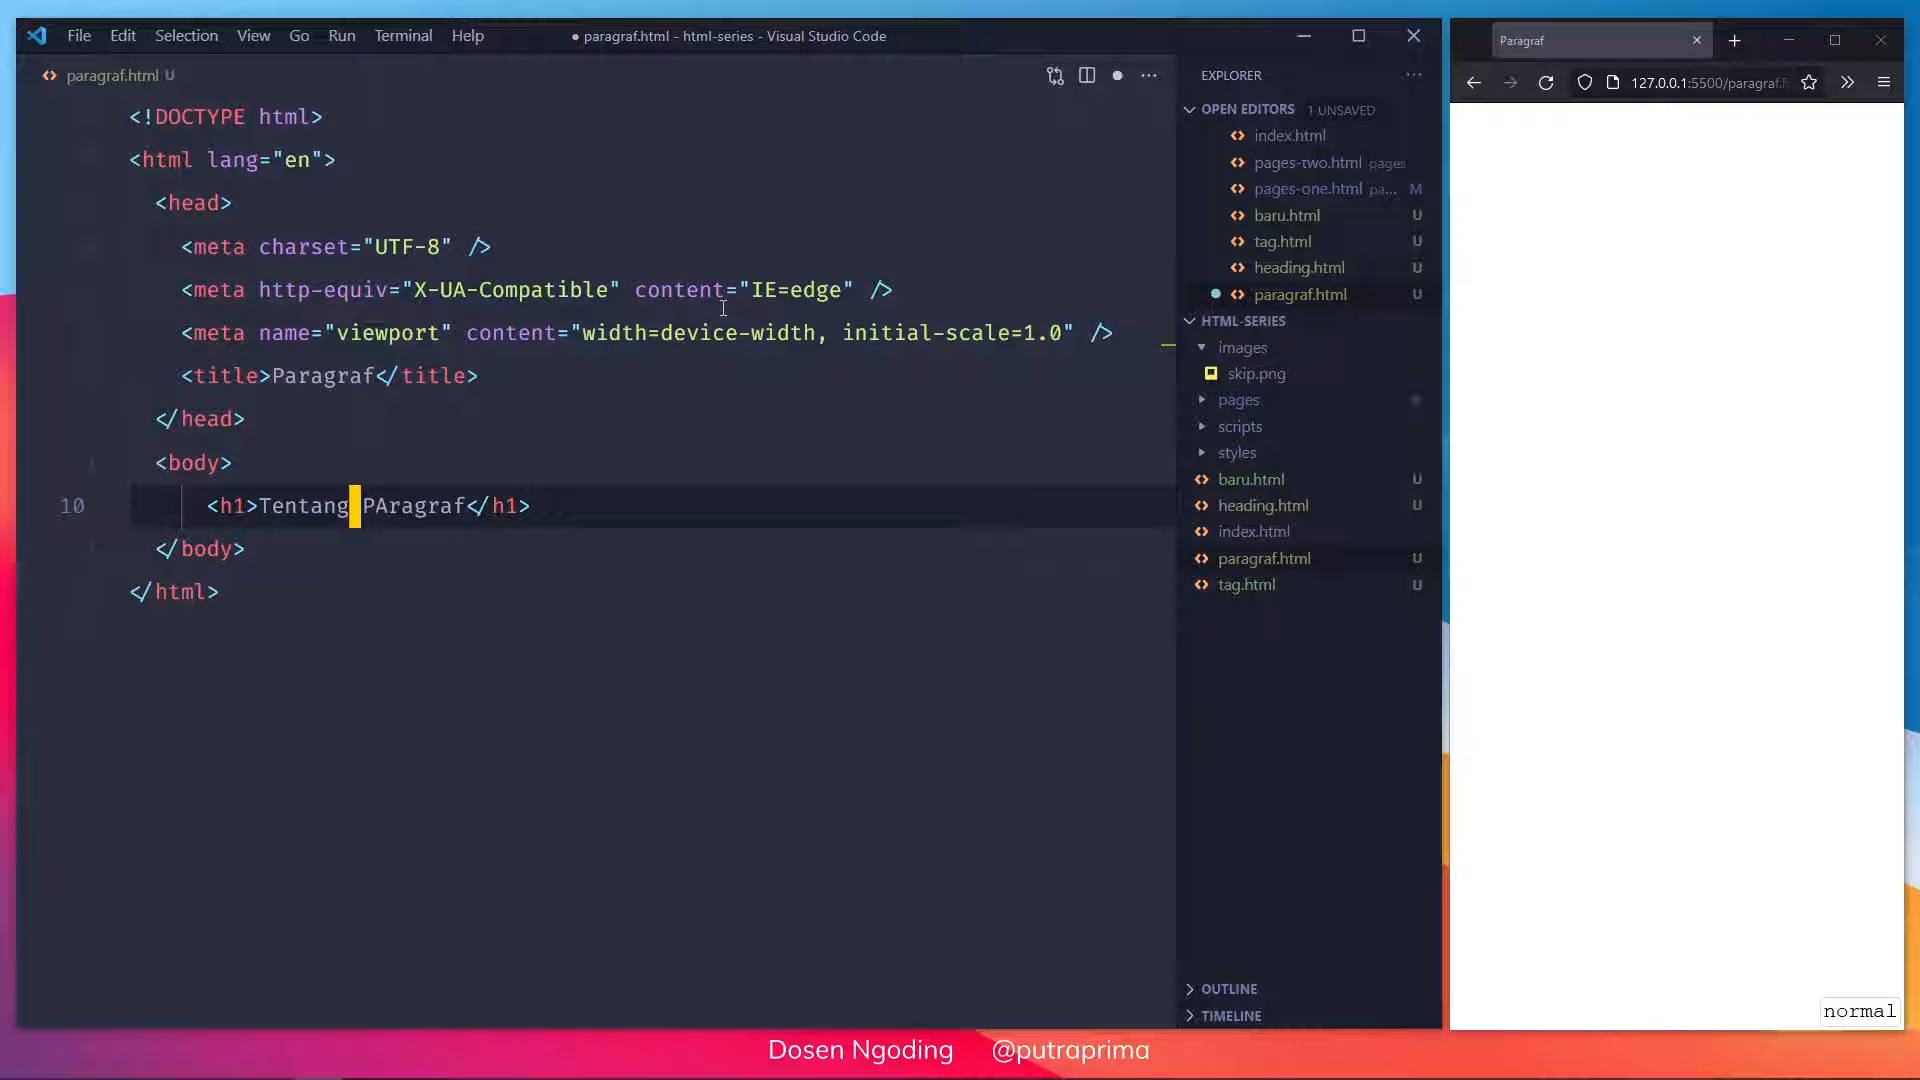 File Edit Selection View Go Run Terminal Help
● paragraf.html - html-series - Visual Studio Code
paragraf.html U
<!DOCTYPE html>
<html lang="en">
<head>
<meta charset="UTF-8" />
<meta http-equiv="X-UA-Compatible" content="IE=edge" />
<meta name="viewport" content="width=device-width, initial-scale=1.0" />
<title>Paragraf</title>
</head>
<body>
10 <h1>Tentang PAragraf</h1>
</body>
</html>
EXPLORER
OPEN EDITORS 1 UNSAVED
index.html
pages-two.html pages
pages-one.html pa... M
baru.html U
tag.html U
heading.html U
paragraf.html U
HTML-SERIES
images
skip.png
pages
scripts
styles
baru.html U
heading.html U
index.html
paragraf.html U
tag.html U
OUTLINE
TIMELINE
Paragraf
127.0.0.1:5500/paragraf.h
normal
Dosen Ngoding @putraprima